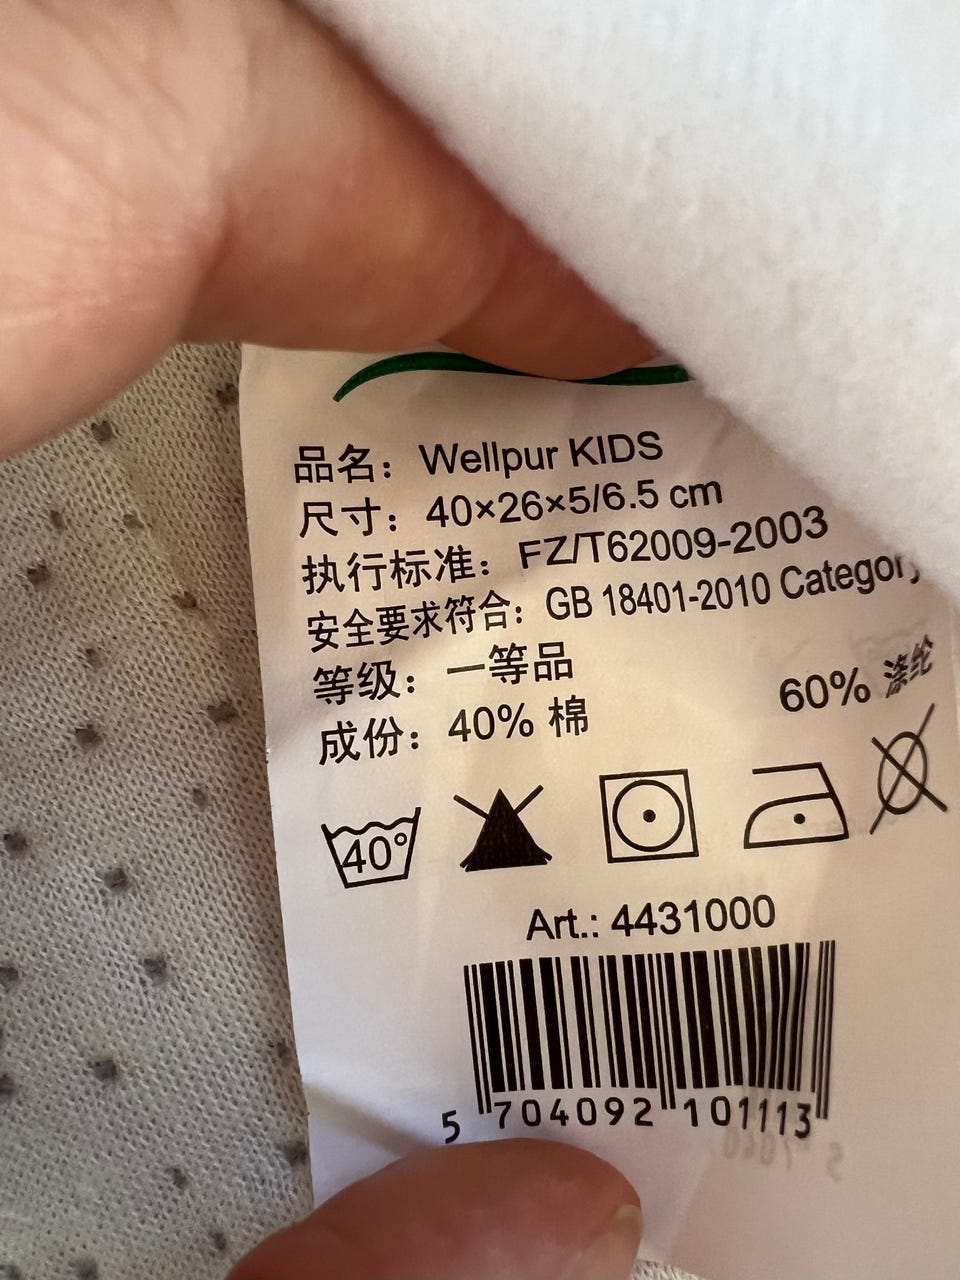 品名：Wellpur KIDS
尺寸：40×26×5/6.5 cm
执行标准：FZ/T62009-2003
安全要求符合：GB 18401-2010 Category
等级：一等品
成份：40% 棉 60% 涤纶
40°
Art.: 4431000
5 704092 101113